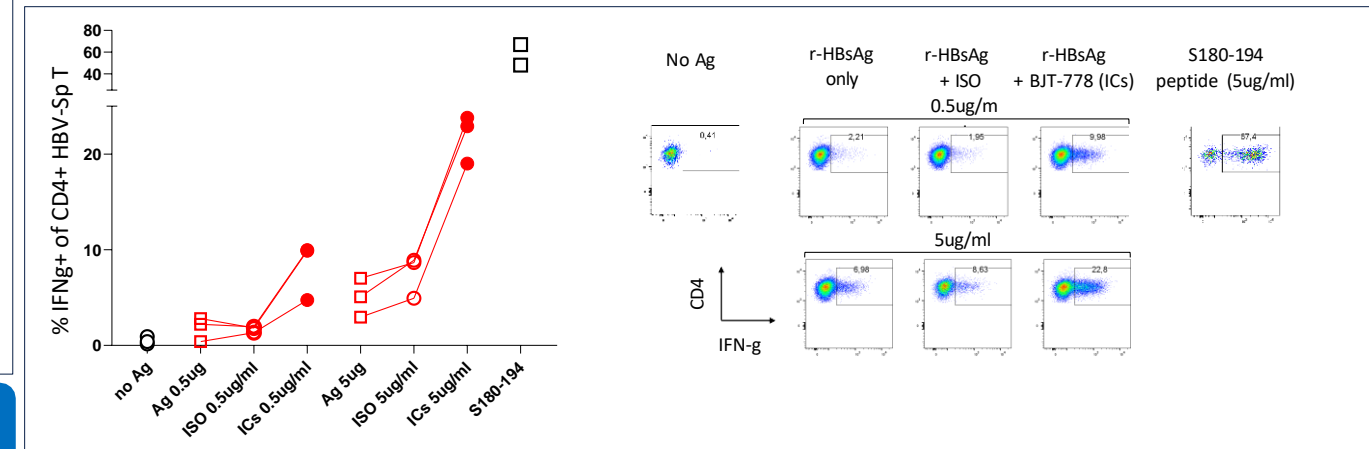 % IFNg+ of CD4+ HBV-Sp T
80
60
40
20
10
0
no Ag
Ag 0.5ug
ISO 0.5ug/ml
ICs 0.5ug/ml
Ag 5ug
ISO 5ug/ml
ICs 5ug/ml
S180-194
No Ag
r-HBsAg
only
r-HBsAg
+ ISO
r-HBsAg
+ BJT-778 (ICs)
S180-194
peptide (5ug/ml)
0.5ug/m
0,41
2,21
1,95
9,98
67,4
5ug/ml
6,98
8,63
22,8
CD4
IFN-g